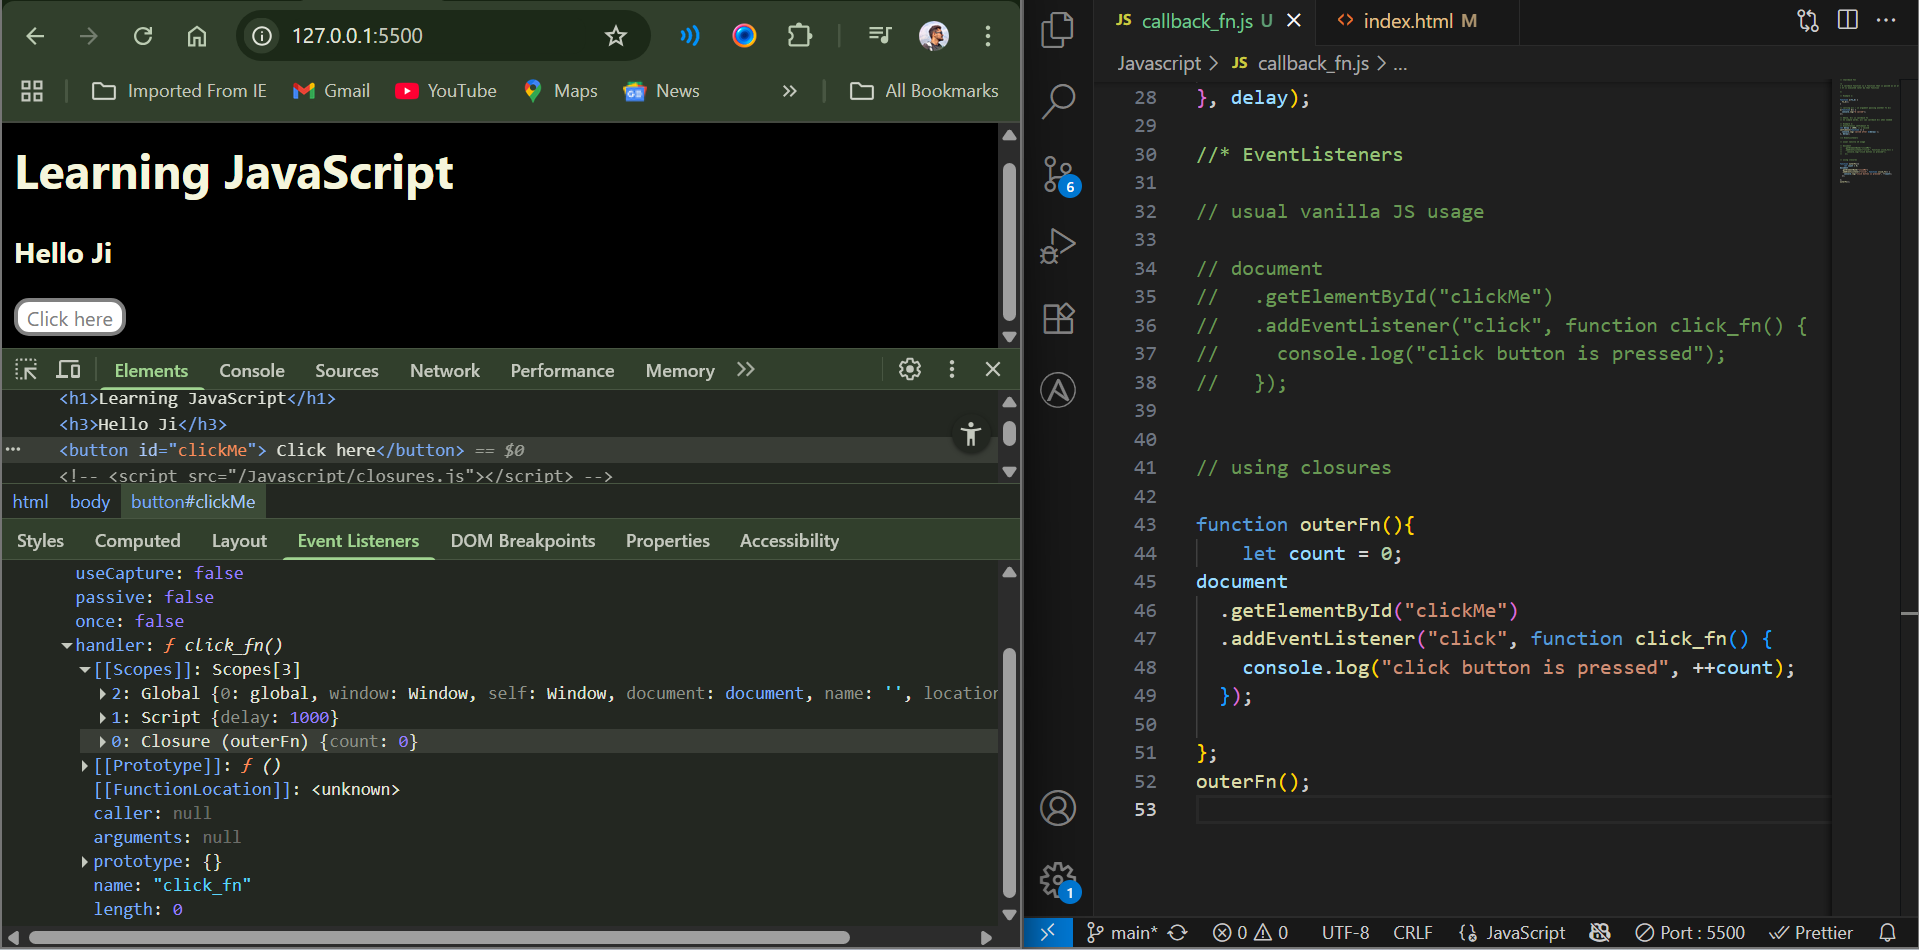 127.0.0.1:5500
Imported From IE
Gmail
YouTube
Maps
News
»
All Bookmarks
Learning JavaScript
Hello Ji
Click here
Elements
Console
Sources
Network
Performance
Memory
»
<h1>Learning JavaScript</h1>
<h3>Hello Ji</h3>
<button id="clickMe"> Click here</button> == $0
<!-- <script src="/Javascript/closures.js"></script> -->
html body button#clickMe
Styles
Computed
Layout
Event Listeners
DOM Breakpoints
Properties
Accessibility
useCapture: false
passive: false
once: false
handler: ƒ click_fn()
[[Scopes]]: Scopes[3]
2: Global {0: global, window: Window, self: Window, document: document, name: '', location
1: Script {delay: 1000}
0: Closure (outerFn) {count: 0}
[[Prototype]]: ƒ ()
[[FunctionLocation]]: <unknown>
caller: null
arguments: null
prototype: {}
name: "click_fn"
length: 0
JS callback_fn.js U
<> index.html M
Javascript > JS callback_fn.js > ...
6
1
28 }, delay);
29
30 //* EventListeners
31
32 // usual vanilla JS usage
33
34 // document
35 //   .getElementById("clickMe")
36 //   .addEventListener("click", function click_fn() {
37 //     console.log("click button is pressed");
38 //   });
39
40
41 // using closures
42
43 function outerFn(){
44     let count = 0;
45 document
46   .getElementById("clickMe")
47   .addEventListener("click", function click_fn() {
48     console.log("click button is pressed", ++count);
49   });
50
51 };
52 outerFn();
53
main*
0
0
UTF-8
CRLF
JavaScript
Port : 5500
Prettier